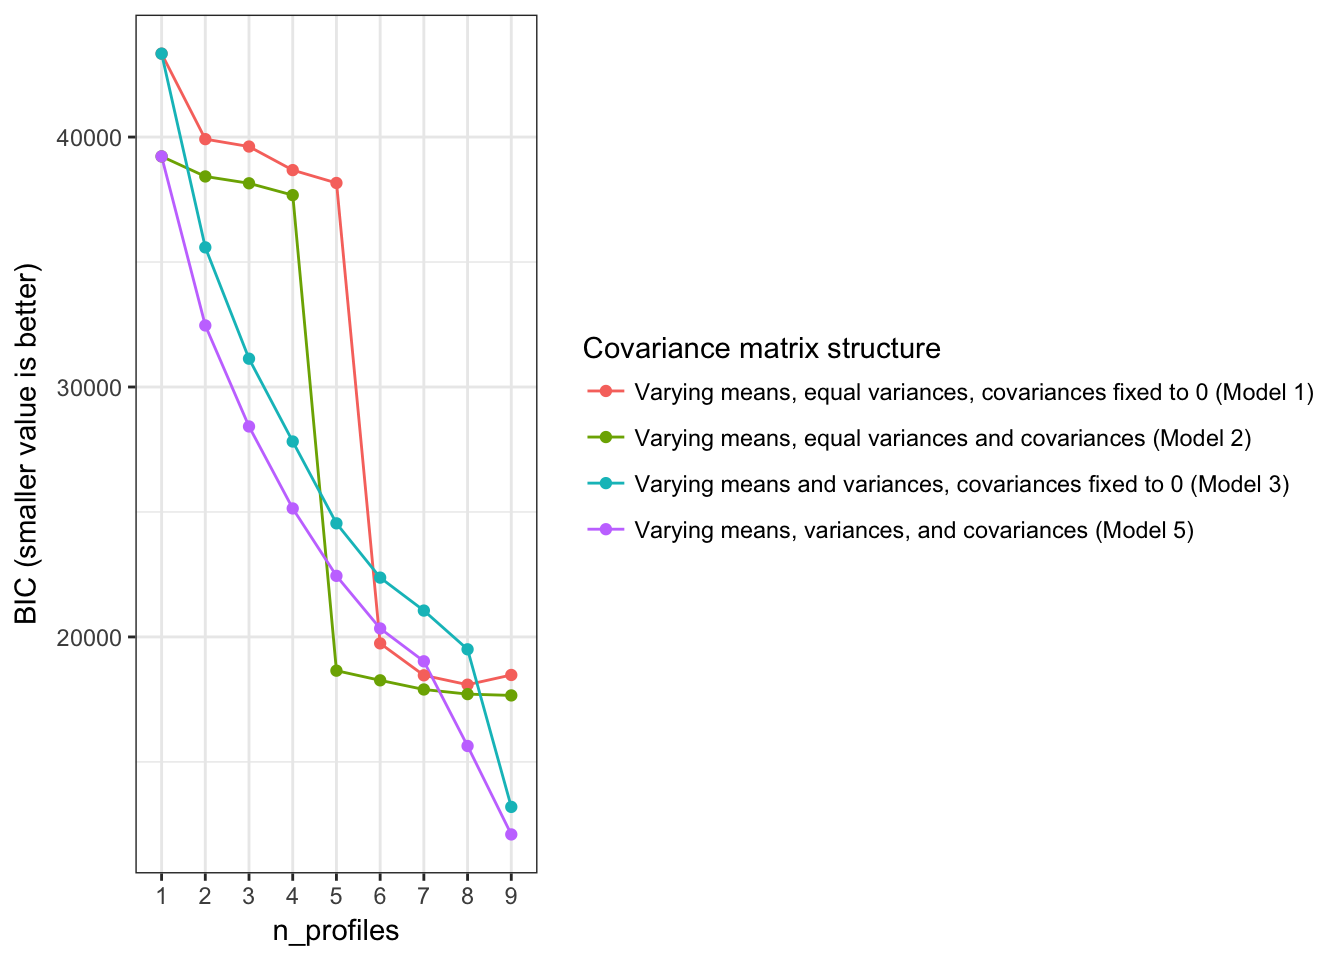 BIC (smaller value is better)
40000
30000
20000
1 2 3 4 5 6 7 8 9
n_profiles
Covariance matrix structure
Varying means, equal variances, covariances fixed to 0 (Model 1)
Varying means, equal variances and covariances (Model 2)
Varying means and variances, covariances fixed to 0 (Model 3)
Varying means, variances, and covariances (Model 5)